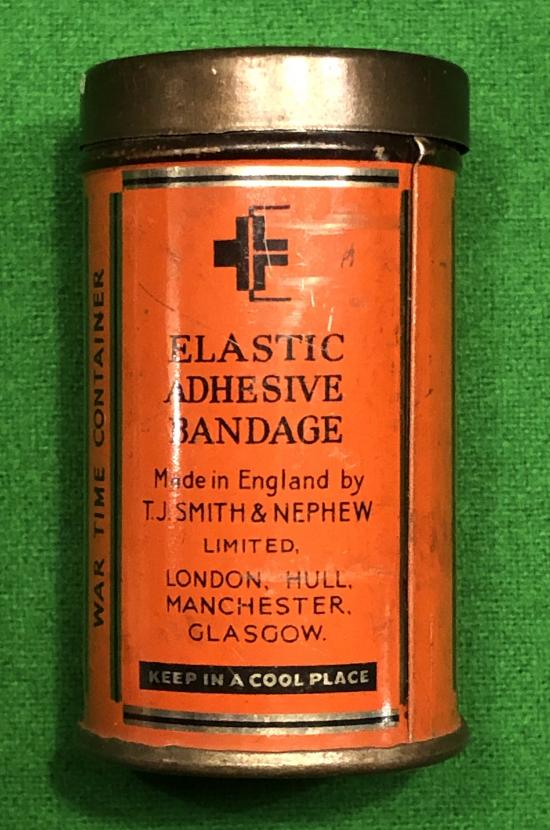 WAR TIME CONTAINER
ELASTIC
ADHESIVE
BANDAGE
Made in England by
T.J. SMITH & NEPHEW
LIMITED,
LONDON, HULL,
MANCHESTER,
GLASGOW.
KEEP IN A COOL PLACE